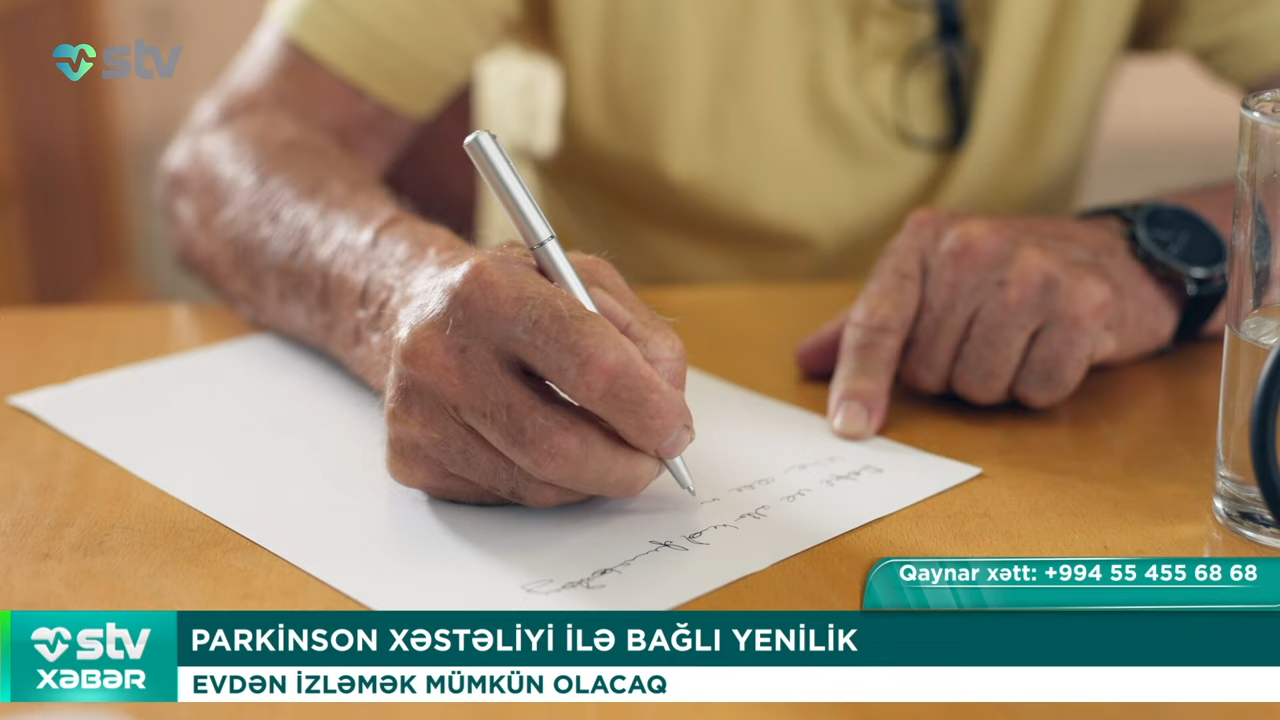 stv
Qaynar xətt: +994 55 455 68 68
stv
XƏBƏR
PARKİNSON XƏSTƏLİYİ İLƏ BAĞLI YENİLİK
EVDƏN İZLƏMƏK MÜMKÜN OLACAQ